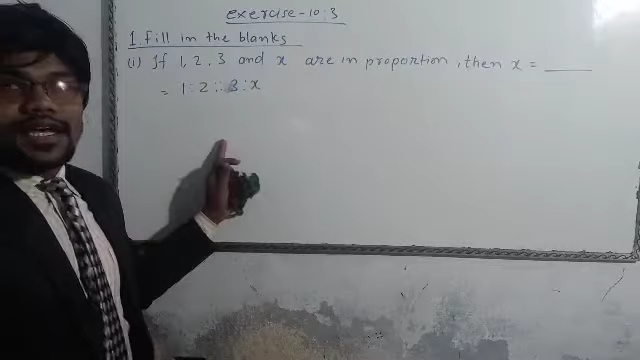 exercise-10:3
1. Fill in the blanks
(i) If 1, 2, 3 and x are in proportion, then x = ____
= 1:2::3:x